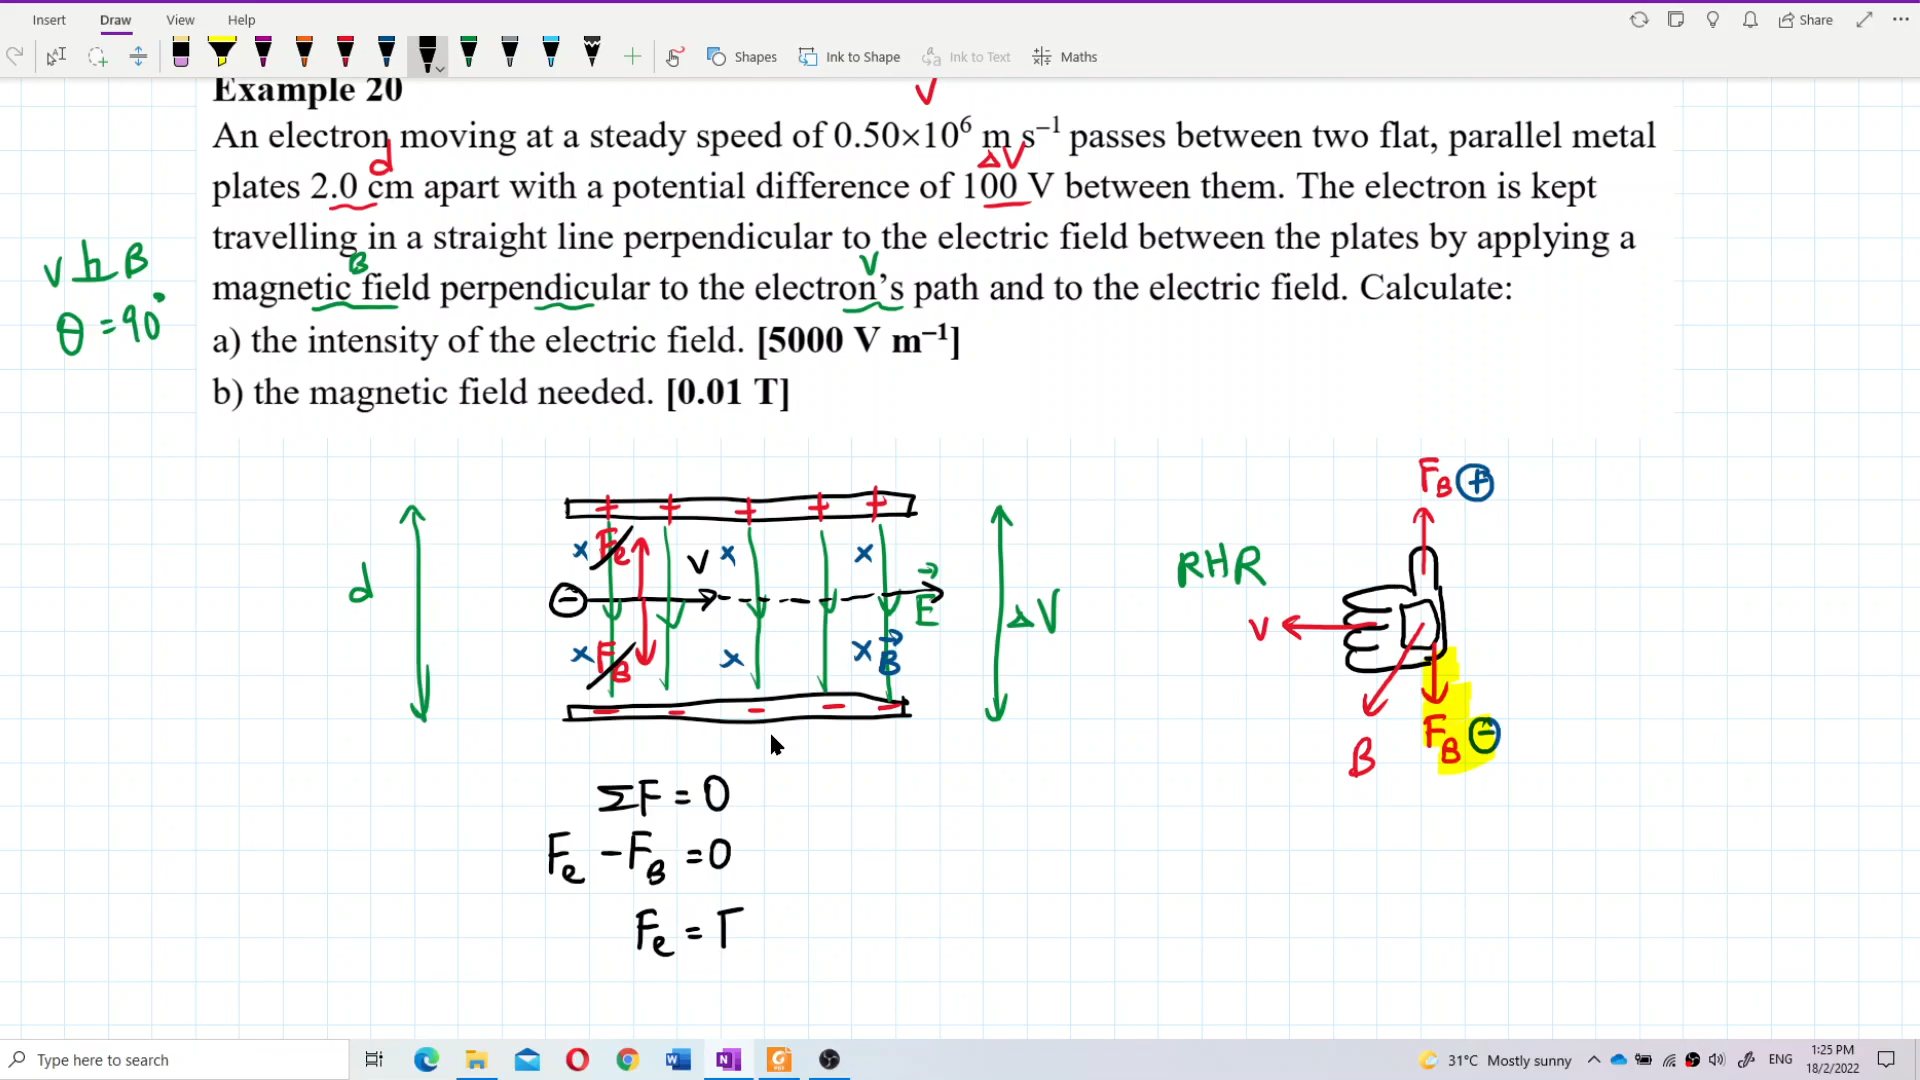 Insert Draw View Help
Share
Shapes Ink to Shape Ink to Text Maths
Example 20
v
An electron moving at a steady speed of 0.50×10⁶ m s⁻¹ passes between two flat, parallel metal
d ΔV
plates 2.0 cm apart with a potential difference of 100 V between them. The electron is kept
travelling in a straight line perpendicular to the electric field between the plates by applying a
B v
magnetic field perpendicular to the electron’s path and to the electric field. Calculate:
a) the intensity of the electric field. [5000 V m⁻¹]
b) the magnetic field needed. [0.01 T]
v ⊥ B
θ = 90°
+ + + + +
x Fe v x x
d
− E⃗
ΔV
x F_B x x B⃗
− − − − −
ΣF = 0
Fe − F_B = 0
Fe = Γ
F_B +
RHR
v
B F_B −
Type here to search
31°C Mostly sunny
ENG
1:25 PM
18/2/2022